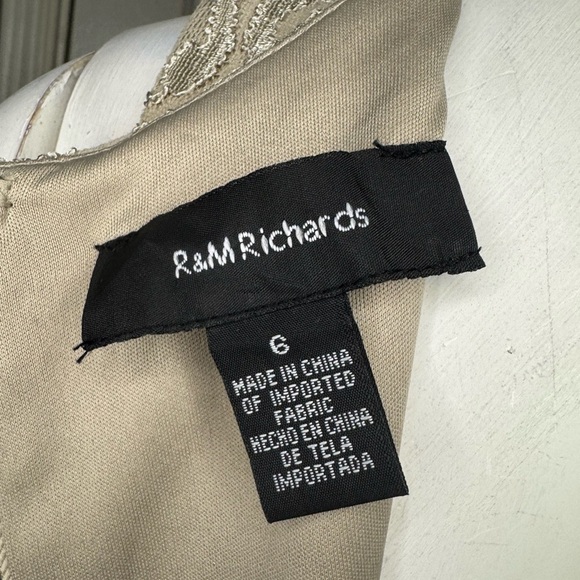 R&M Richards
6
MADE IN CHINA
OF IMPORTED
FABRIC
HECHO EN CHINA
DE TELA
IMPORTADA